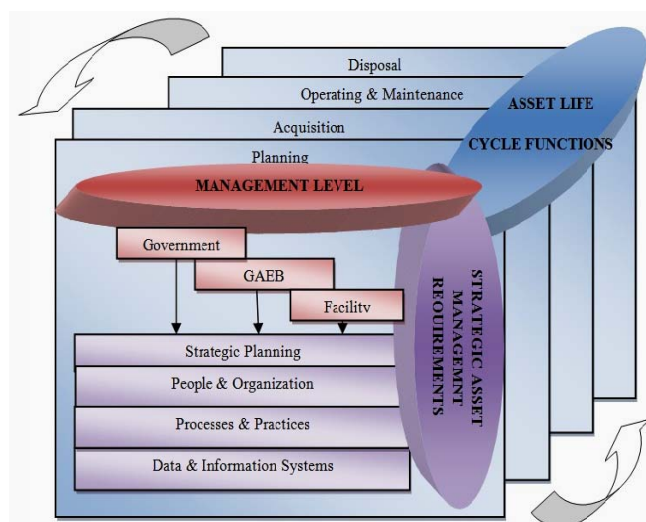 Disposal
Operating & Maintenance
Acquisition
Planning
ASSET LIFE
CYCLE FUNCTIONS
MANAGEMENT LEVEL
Government
GAEB
Facility
STRATEGIC ASSET
MANAGEMNT
REQUIREMENTS
Strategic Planning
People & Organization
Processes & Practices
Data & Information Systems